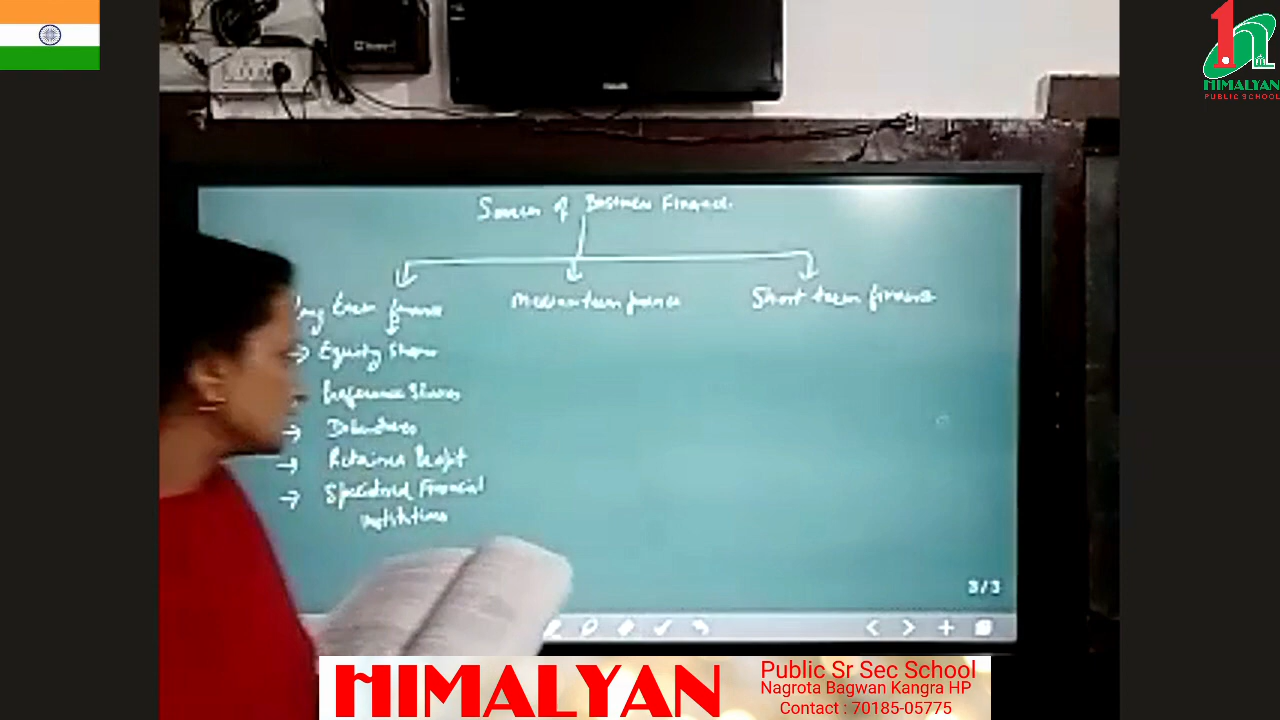 HIMALYAN
PUBLIC SCHOOL
Sources of Business Finance
Long term finance
Medium term finance
Short term finance
→ Equity Shares
Preference Shares
→ Debentures
→ Retained Profit
→ Specialised Financial
institutions
3/3
HIMALYAN
Public Sr Sec School
Nagrota Bagwan Kangra HP
Contact : 70185-05775